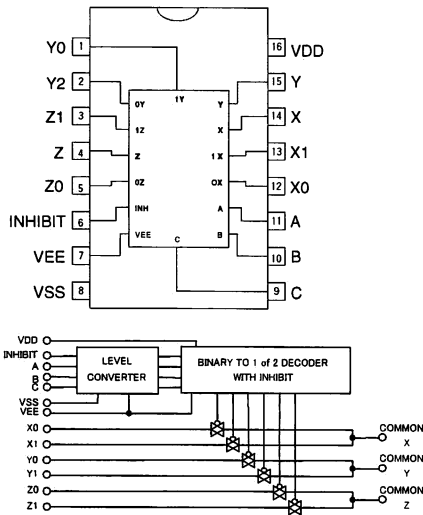 Y0 1
Y2 2
Z1 3
Z 4
Z0 5
INHIBIT 6
VEE 7
VSS 8
16 VDD
15 Y
14 X
13 X1
12 X0
11 A
10 B
9 C
1Y
0Y
1Z
Z
0Z
INH
VEE
C
Y
X
1X
OX
A
B
VDD
INHIBIT
A
B
C
VSS
VEE
LEVEL
CONVERTER
BINARY TO 1 of 2 DECODER
WITH INHIBIT
X0
X1
Y0
Y1
Z0
Z1
COMMON
X
COMMON
Y
COMMON
Z